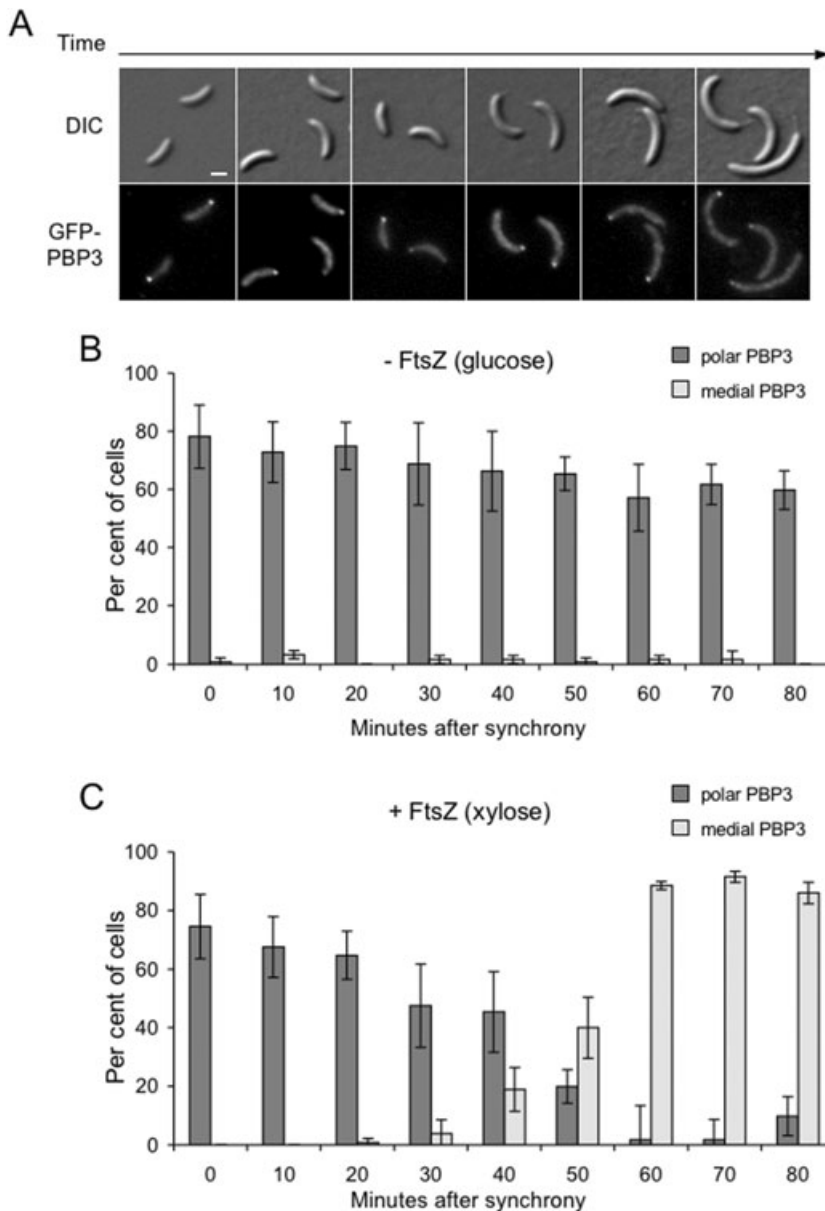 A
Time
DIC
GFP-
PBP3
B
- FtsZ (glucose)
polar PBP3
medial PBP3
Per cent of cells
100
80
60
40
20
0
0 10 20 30 40 50 60 70 80
Minutes after synchrony
C
+ FtsZ (xylose)
polar PBP3
medial PBP3
Per cent of cells
100
80
60
40
20
0
0 10 20 30 40 50 60 70 80
Minutes after synchrony